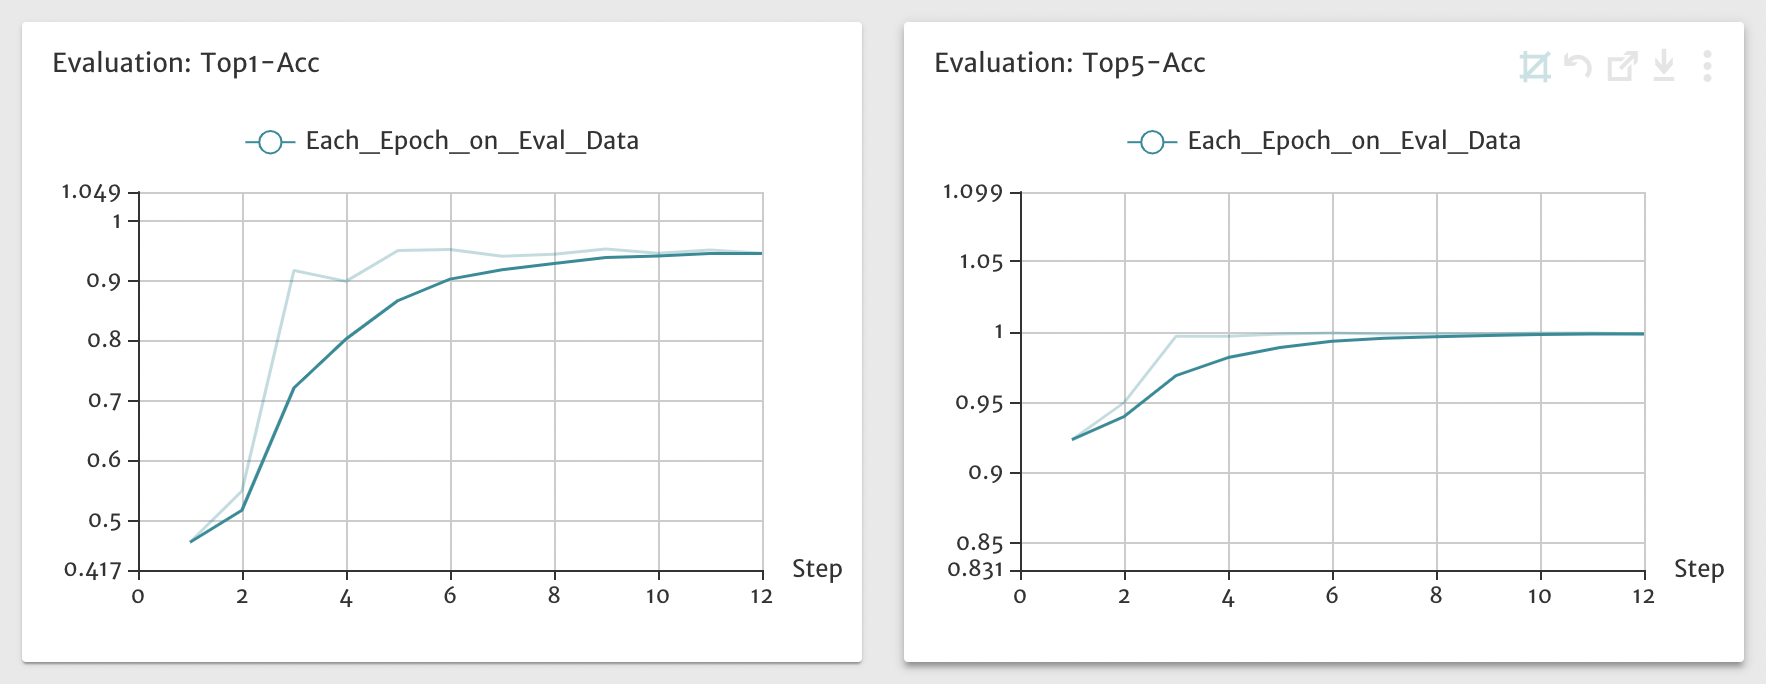 Evaluation: Top1-Acc
Each_Epoch_on_Eval_Data
1.049
1
0.9
0.8
0.7
0.6
0.5
0.417
Step
0 2 4 6 8 10 12
Evaluation: Top5-Acc
Each_Epoch_on_Eval_Data
1.099
1.05
1
0.95
0.9
0.85
0.831
Step
0 2 4 6 8 10 12